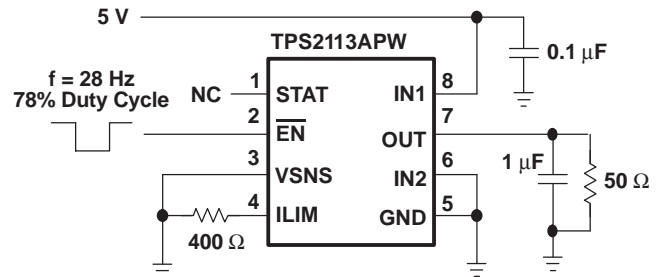 5 V
TPS2113APW
0.1 µF
f = 28 Hz
78% Duty Cycle
NC
1
STAT
IN1
8
2
EN
OUT
7
3
VSNS
IN2
6
1 µF
50 Ω
4
ILIM
GND
5
400 Ω